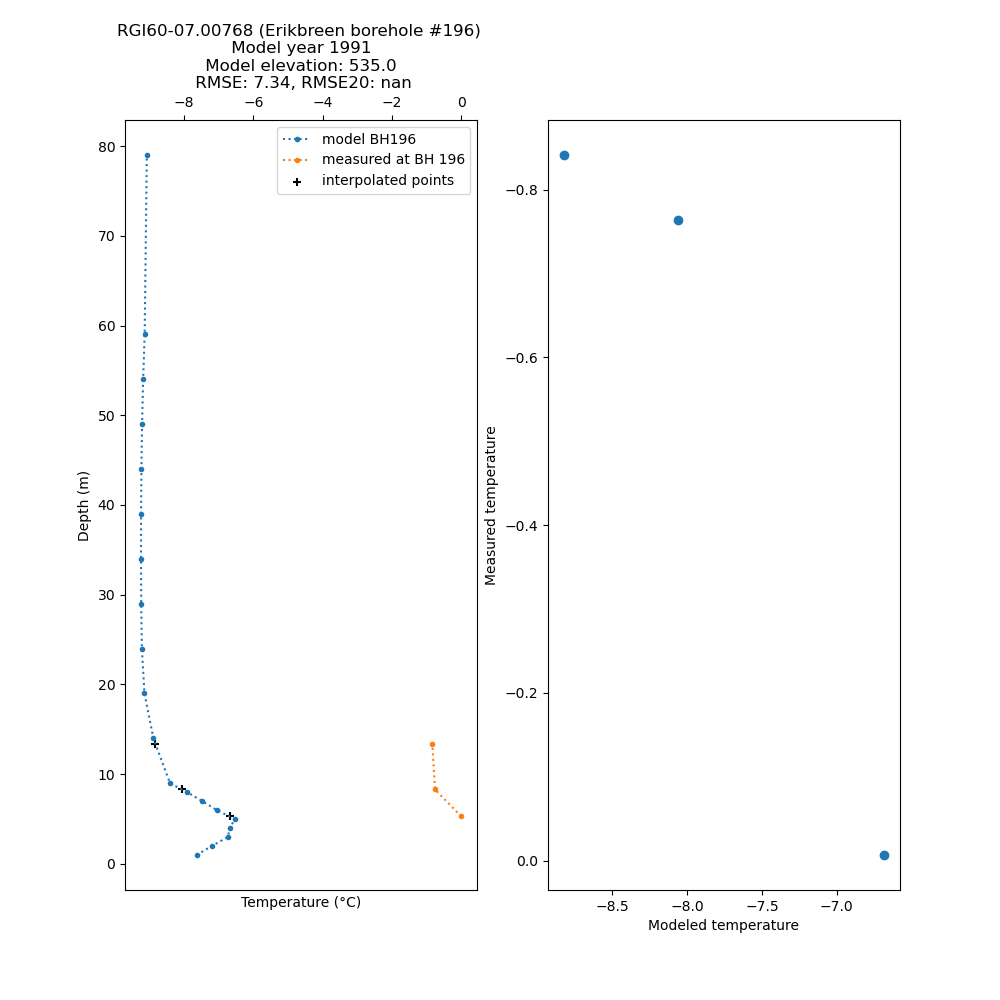 RGI60-07.00768 (Erikbreen borehole #196)
Model year 1991
Model elevation: 535.0
RMSE: 7.34, RMSE20: nan
−8 −6 −4 −2 0
model BH196
measured at BH 196
interpolated points
80
70
60
50
40
30
20
10
0
Depth (m)
Temperature (°C)
−0.8
−0.6
−0.4
−0.2
0.0
Measured temperature
−8.5 −8.0 −7.5 −7.0
Modeled temperature